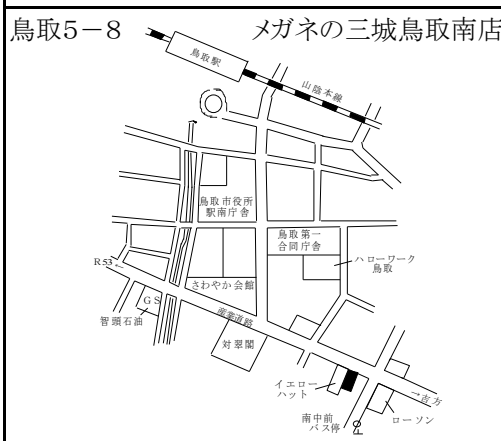 鳥取5−8　メガネの三城鳥取南店
鳥取駅
山陰本線
鳥取市役所
駅南庁舎
鳥取第一
合同庁舎
ハローワーク
鳥取
R53←
さわやか会館
GS
智頭石油
産業道路
対翠閣
イエロー
ハット
→吉方
南中前
バス停
ローソン